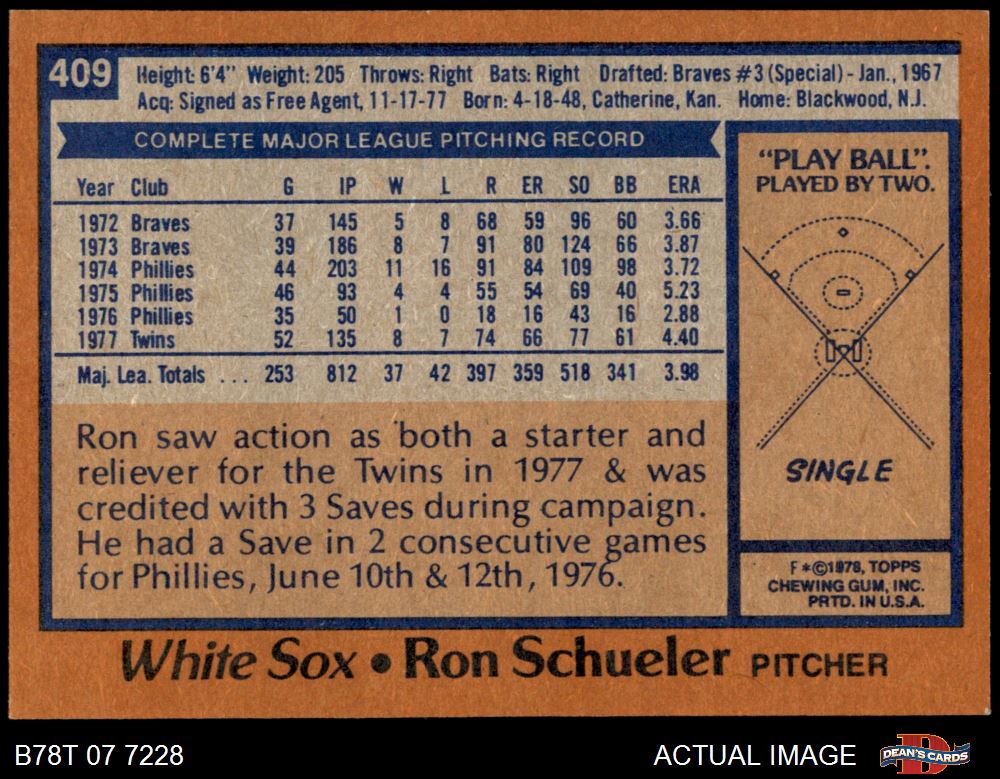 409
Height: 6'4" Weight: 205 Throws: Right Bats: Right Drafted: Braves #3 (Special) - Jan., 1967
Acq: Signed as Free Agent, 11-17-77 Born: 4-18-48, Catherine, Kan. Home: Blackwood, N.J.
COMPLETE MAJOR LEAGUE PITCHING RECORD
Year Club G IP W L R ER SO BB ERA
1972 Braves 37 145 5 8 68 59 96 60 3.66
1973 Braves 39 186 8 7 91 80 124 66 3.87
1974 Phillies 44 203 11 16 91 84 109 98 3.72
1975 Phillies 46 93 4 4 55 54 69 40 5.23
1976 Phillies 35 50 1 0 18 16 43 16 2.88
1977 Twins 52 135 8 7 74 66 77 61 4.40
Maj. Lea. Totals ... 253 812 37 42 397 359 518 341 3.98
Ron saw action as both a starter and
reliever for the Twins in 1977 & was
credited with 3 Saves during campaign.
He had a Save in 2 consecutive games
for Phillies, June 10th & 12th, 1976.
"PLAY BALL".
PLAYED BY TWO.
SINGLE
F*©1978, TOPPS
CHEWING GUM, INC.
PRTD. IN U.S.A.
White Sox • Ron Schueler PITCHER
B78T 07 7228
ACTUAL IMAGE
DEAN'S CARDS